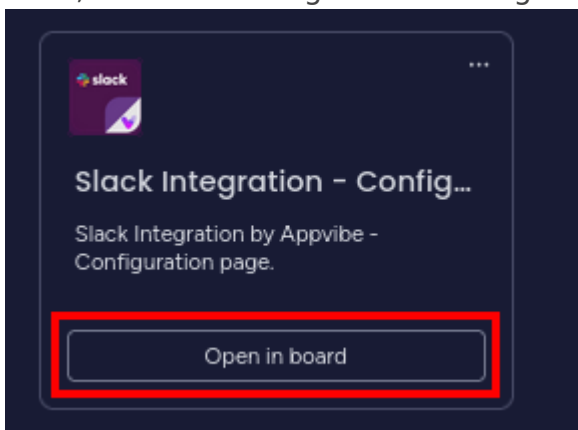 slack
...
Slack Integration - Config...
Slack Integration by Appvibe -
Configuration page.
Open in board